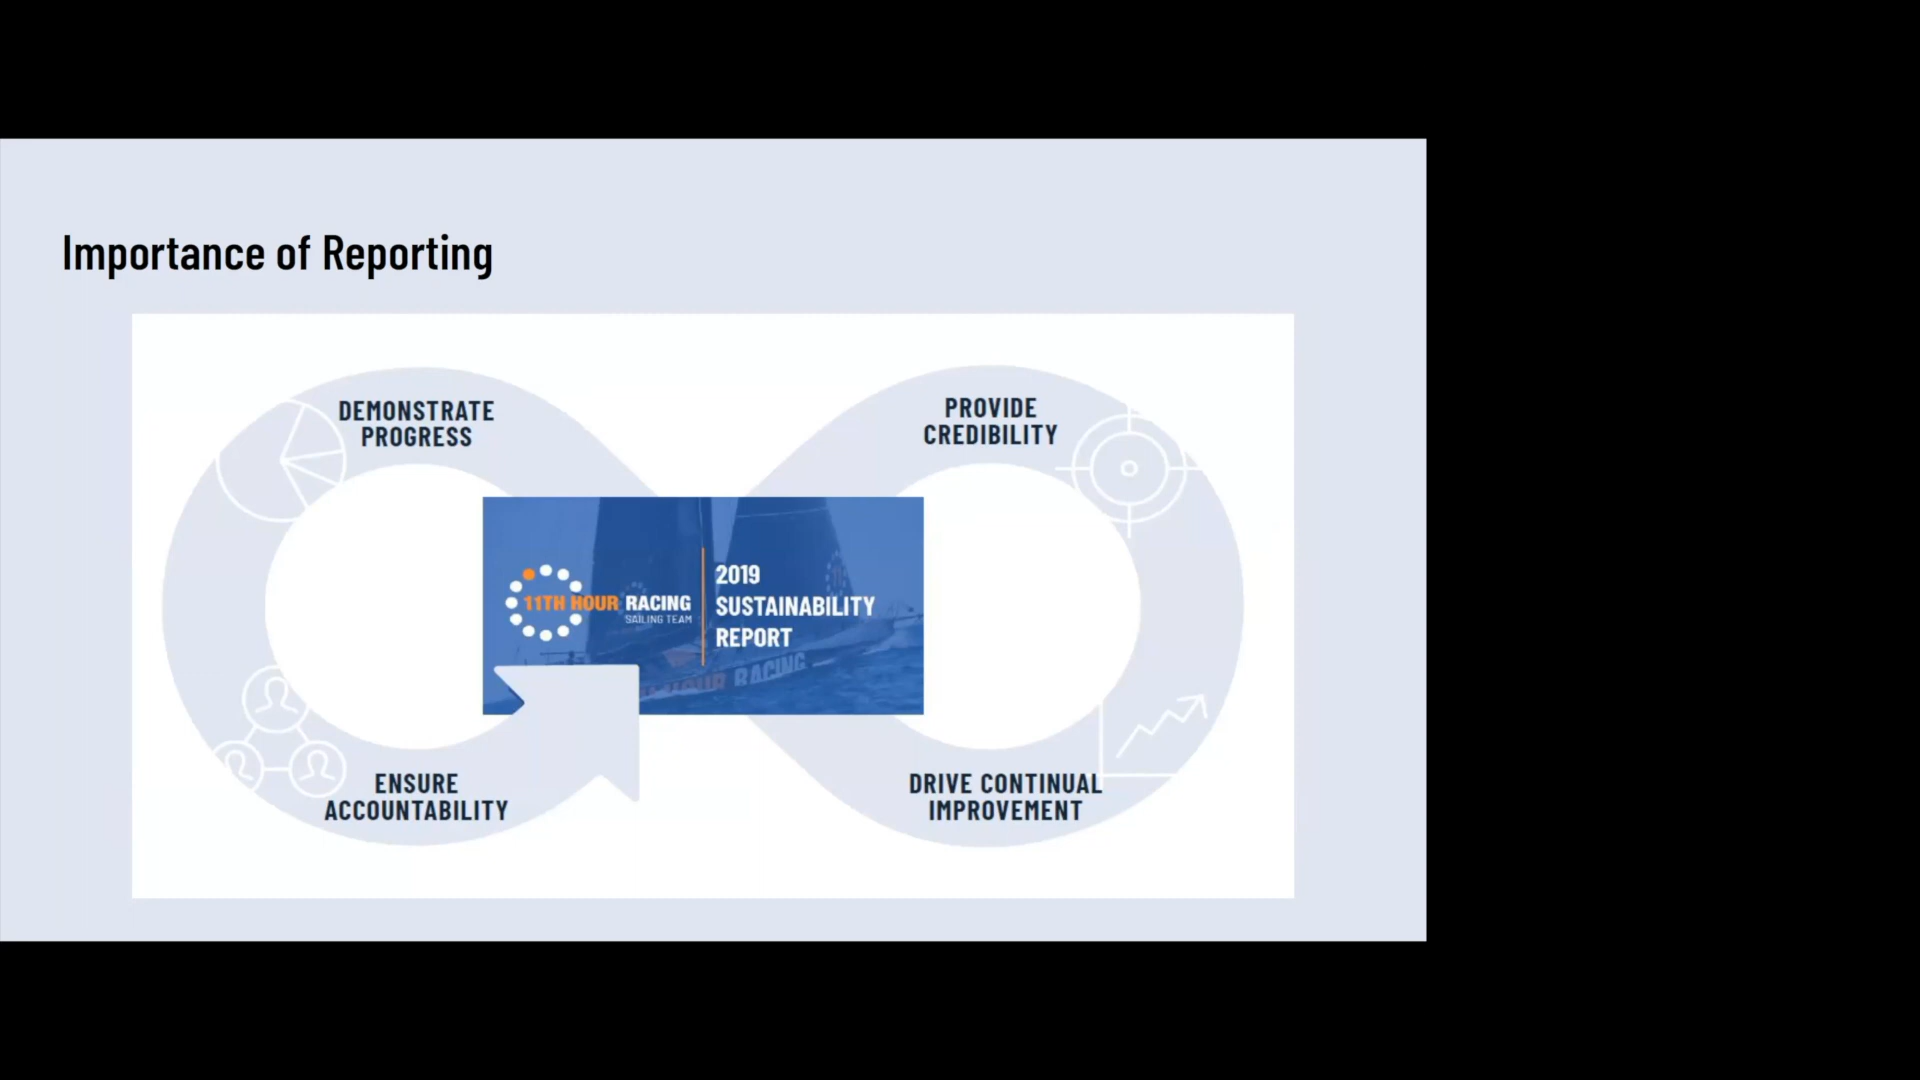 Importance of Reporting
DEMONSTRATE
PROGRESS
PROVIDE
CREDIBILITY
11TH HOUR RACING
SAILING TEAM
2019
SUSTAINABILITY
REPORT
RACING
ENSURE
ACCOUNTABILITY
DRIVE CONTINUAL
IMPROVEMENT